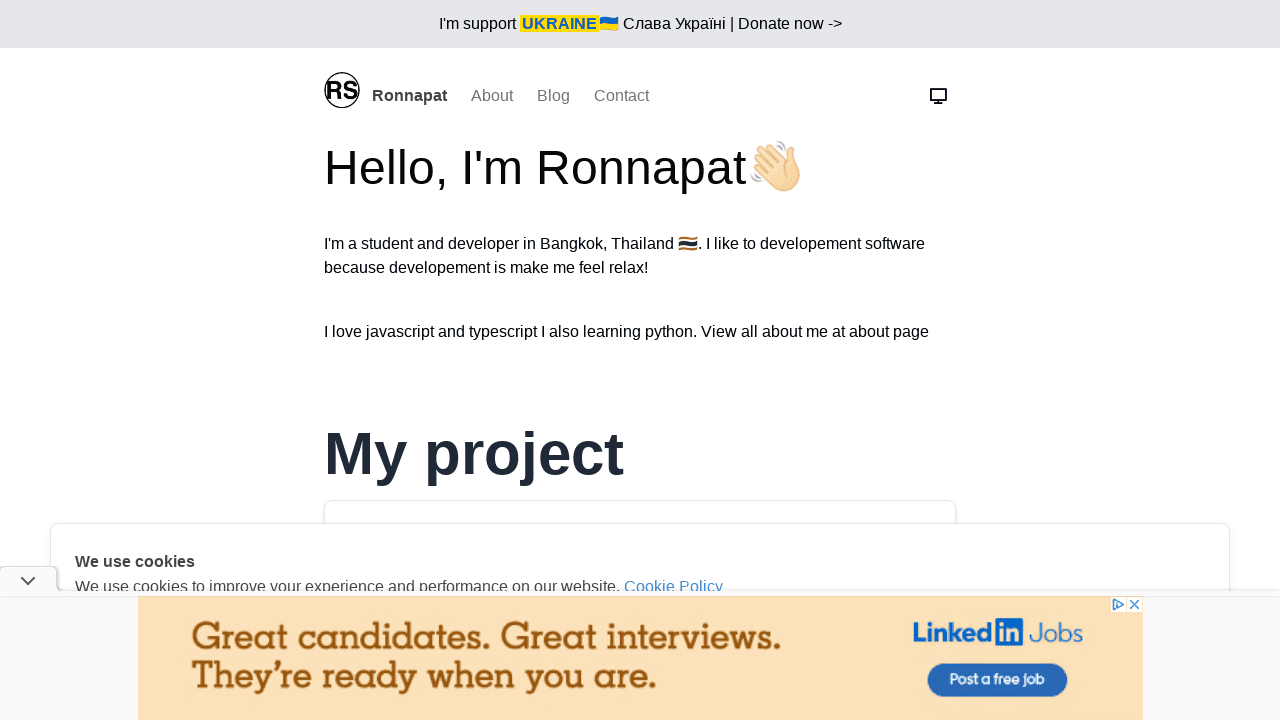 I'm support UKRAINE🇺🇦 Слава Україні | Donate now ->
RS Ronnapat About Blog Contact
Hello, I'm Ronnapat👋🏻
I'm a student and developer in Bangkok, Thailand 🇹🇭. I like to developement software
because developement is make me feel relax!
I love javascript and typescript I also learning python. View all about me at about page
My project
We use cookies
We use cookies to improve your experience and performance on our website. Cookie Policy
Great candidates. Great interviews.
They're ready when you are.
Linked in Jobs
Post a free job